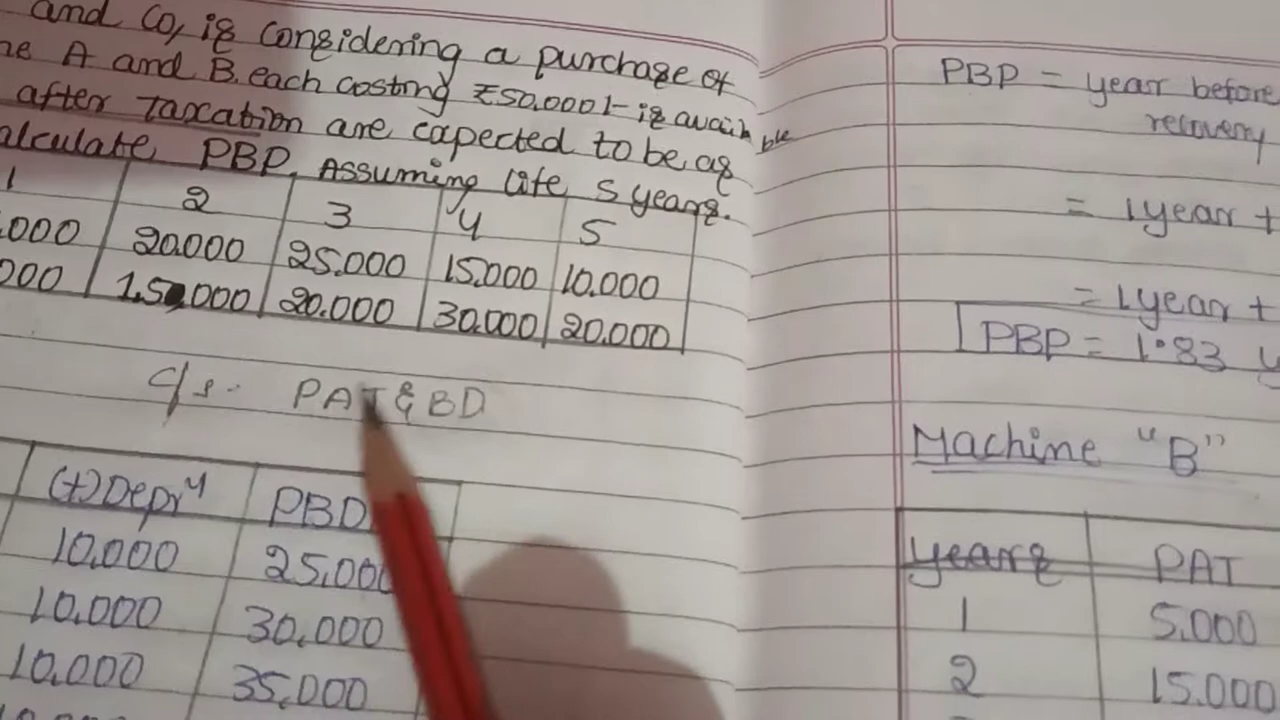 and Co, is considering a purchase of
A and B. each costing ₹50,000/- is available
after taxation are capected to be as
alculate PBP. Assuming life 5 years.
1 2 3 4 5
,000 20,000 25,000 15,000 10,000
000 1,5,000 20,000 30,000 20,000
C/s. PAT & BD
(+) Deprⁿ PBD
10,000 25,000
10,000 30,000
10,000 35,000
PBP = year before
recovery
= 1 year +
= 1 year +
PBP = 1.83 y
Machine "B"
years PAT
1 5,000
2 15,000